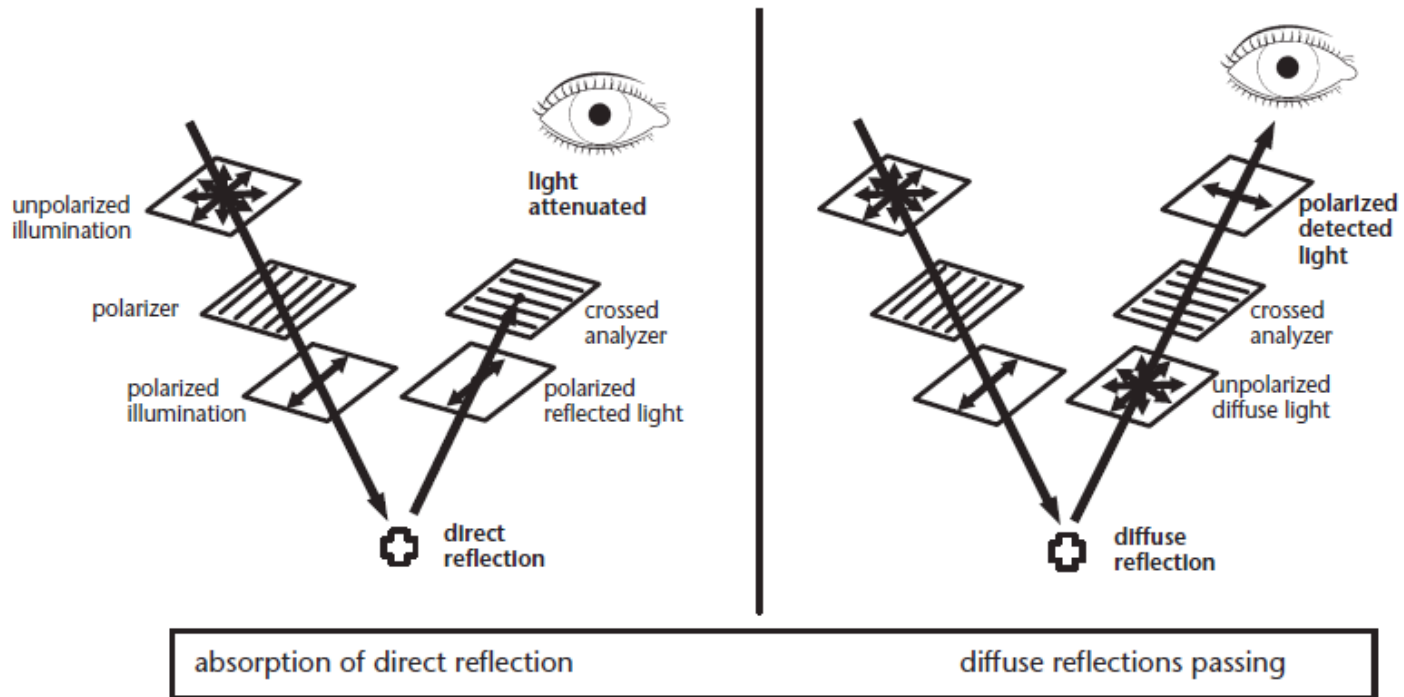 light
attenuated
unpolarized
illumination
polarizer
crossed
analyzer
polarized
illumination
polarized
reflected light
direct
reflection
polarized
detected
light
crossed
analyzer
unpolarized
diffuse light
diffuse
reflection
absorption of direct reflection
diffuse reflections passing